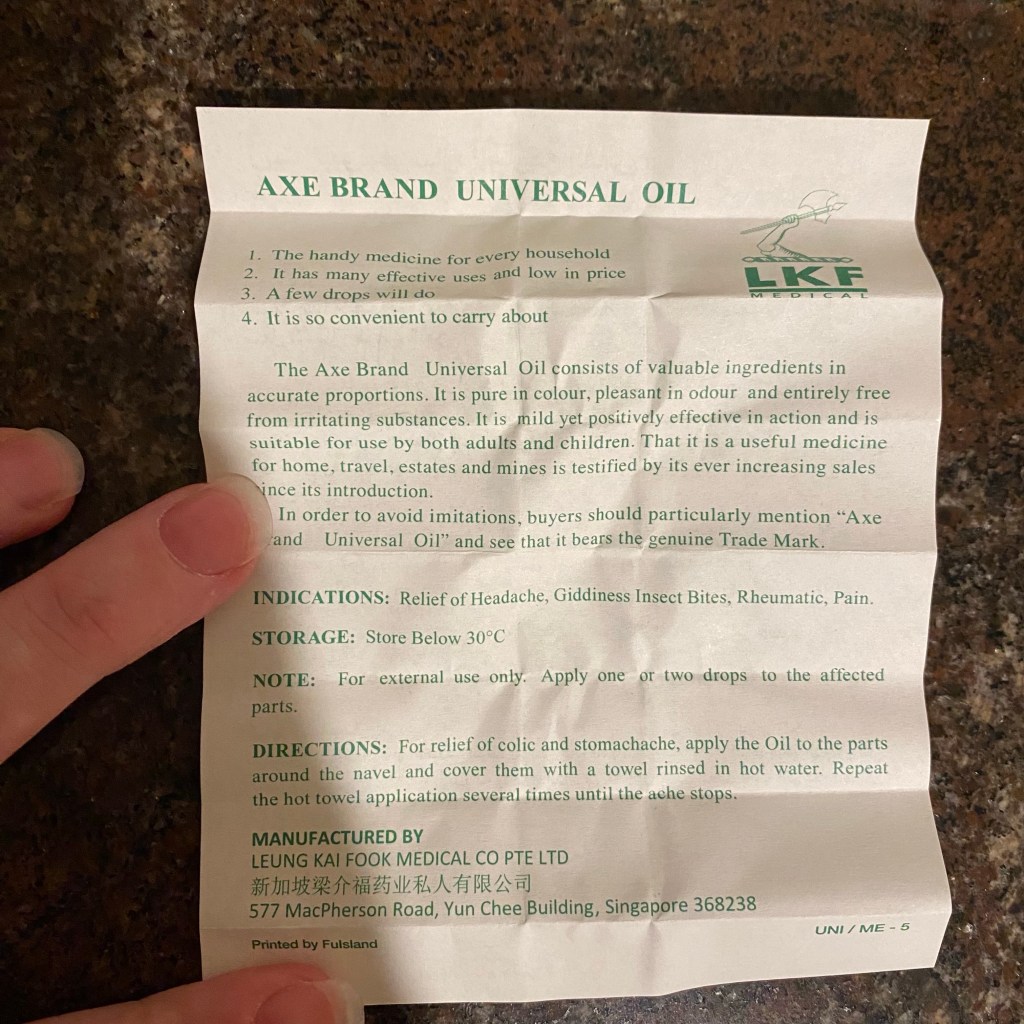 AXE BRAND UNIVERSAL OIL
LKF
MEDICAL
1. The handy medicine for every household
2. It has many effective uses and low in price
3. A few drops will do
4. It is so convenient to carry about
The Axe Brand Universal Oil consists of valuable ingredients in
accurate proportions. It is pure in colour, pleasant in odour and entirely free
from irritating substances. It is mild yet positively effective in action and is
suitable for use by both adults and children. That it is a useful medicine
for home, travel, estates and mines is testified by its ever increasing sales
ince its introduction.
In order to avoid imitations, buyers should particularly mention “Axe
rand Universal Oil” and see that it bears the genuine Trade Mark.
INDICATIONS: Relief of Headache, Giddiness Insect Bites, Rheumatic, Pain.
STORAGE: Store Below 30°C
NOTE: For external use only. Apply one or two drops to the affected
parts.
DIRECTIONS: For relief of colic and stomachache, apply the Oil to the parts
around the navel and cover them with a towel rinsed in hot water. Repeat
the hot towel application several times until the ache stops.
MANUFACTURED BY
LEUNG KAI FOOK MEDICAL CO PTE LTD
新加坡梁介福药业私人有限公司
577 MacPherson Road, Yun Chee Building, Singapore 368238
UNI / ME - 5
Printed by Fulsland